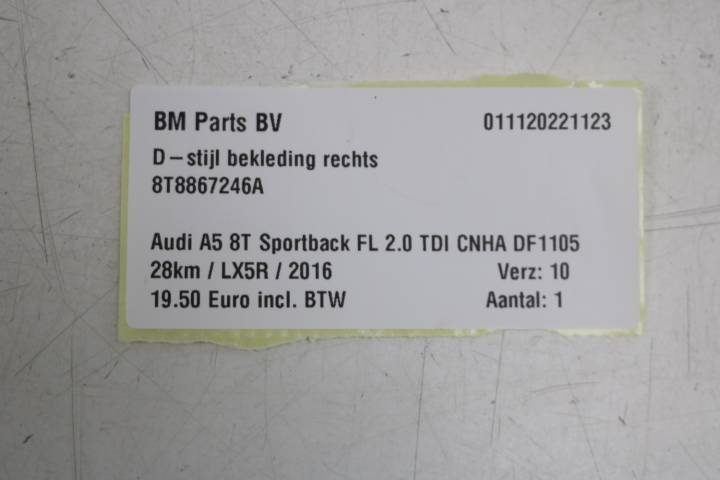 BM Parts BV 011120221123
D–stijl bekleding rechts
8T8867246A
Audi A5 8T Sportback FL 2.0 TDI CNHA DF1105
28km / LX5R / 2016 Verz: 10
19.50 Euro incl. BTW Aantal: 1